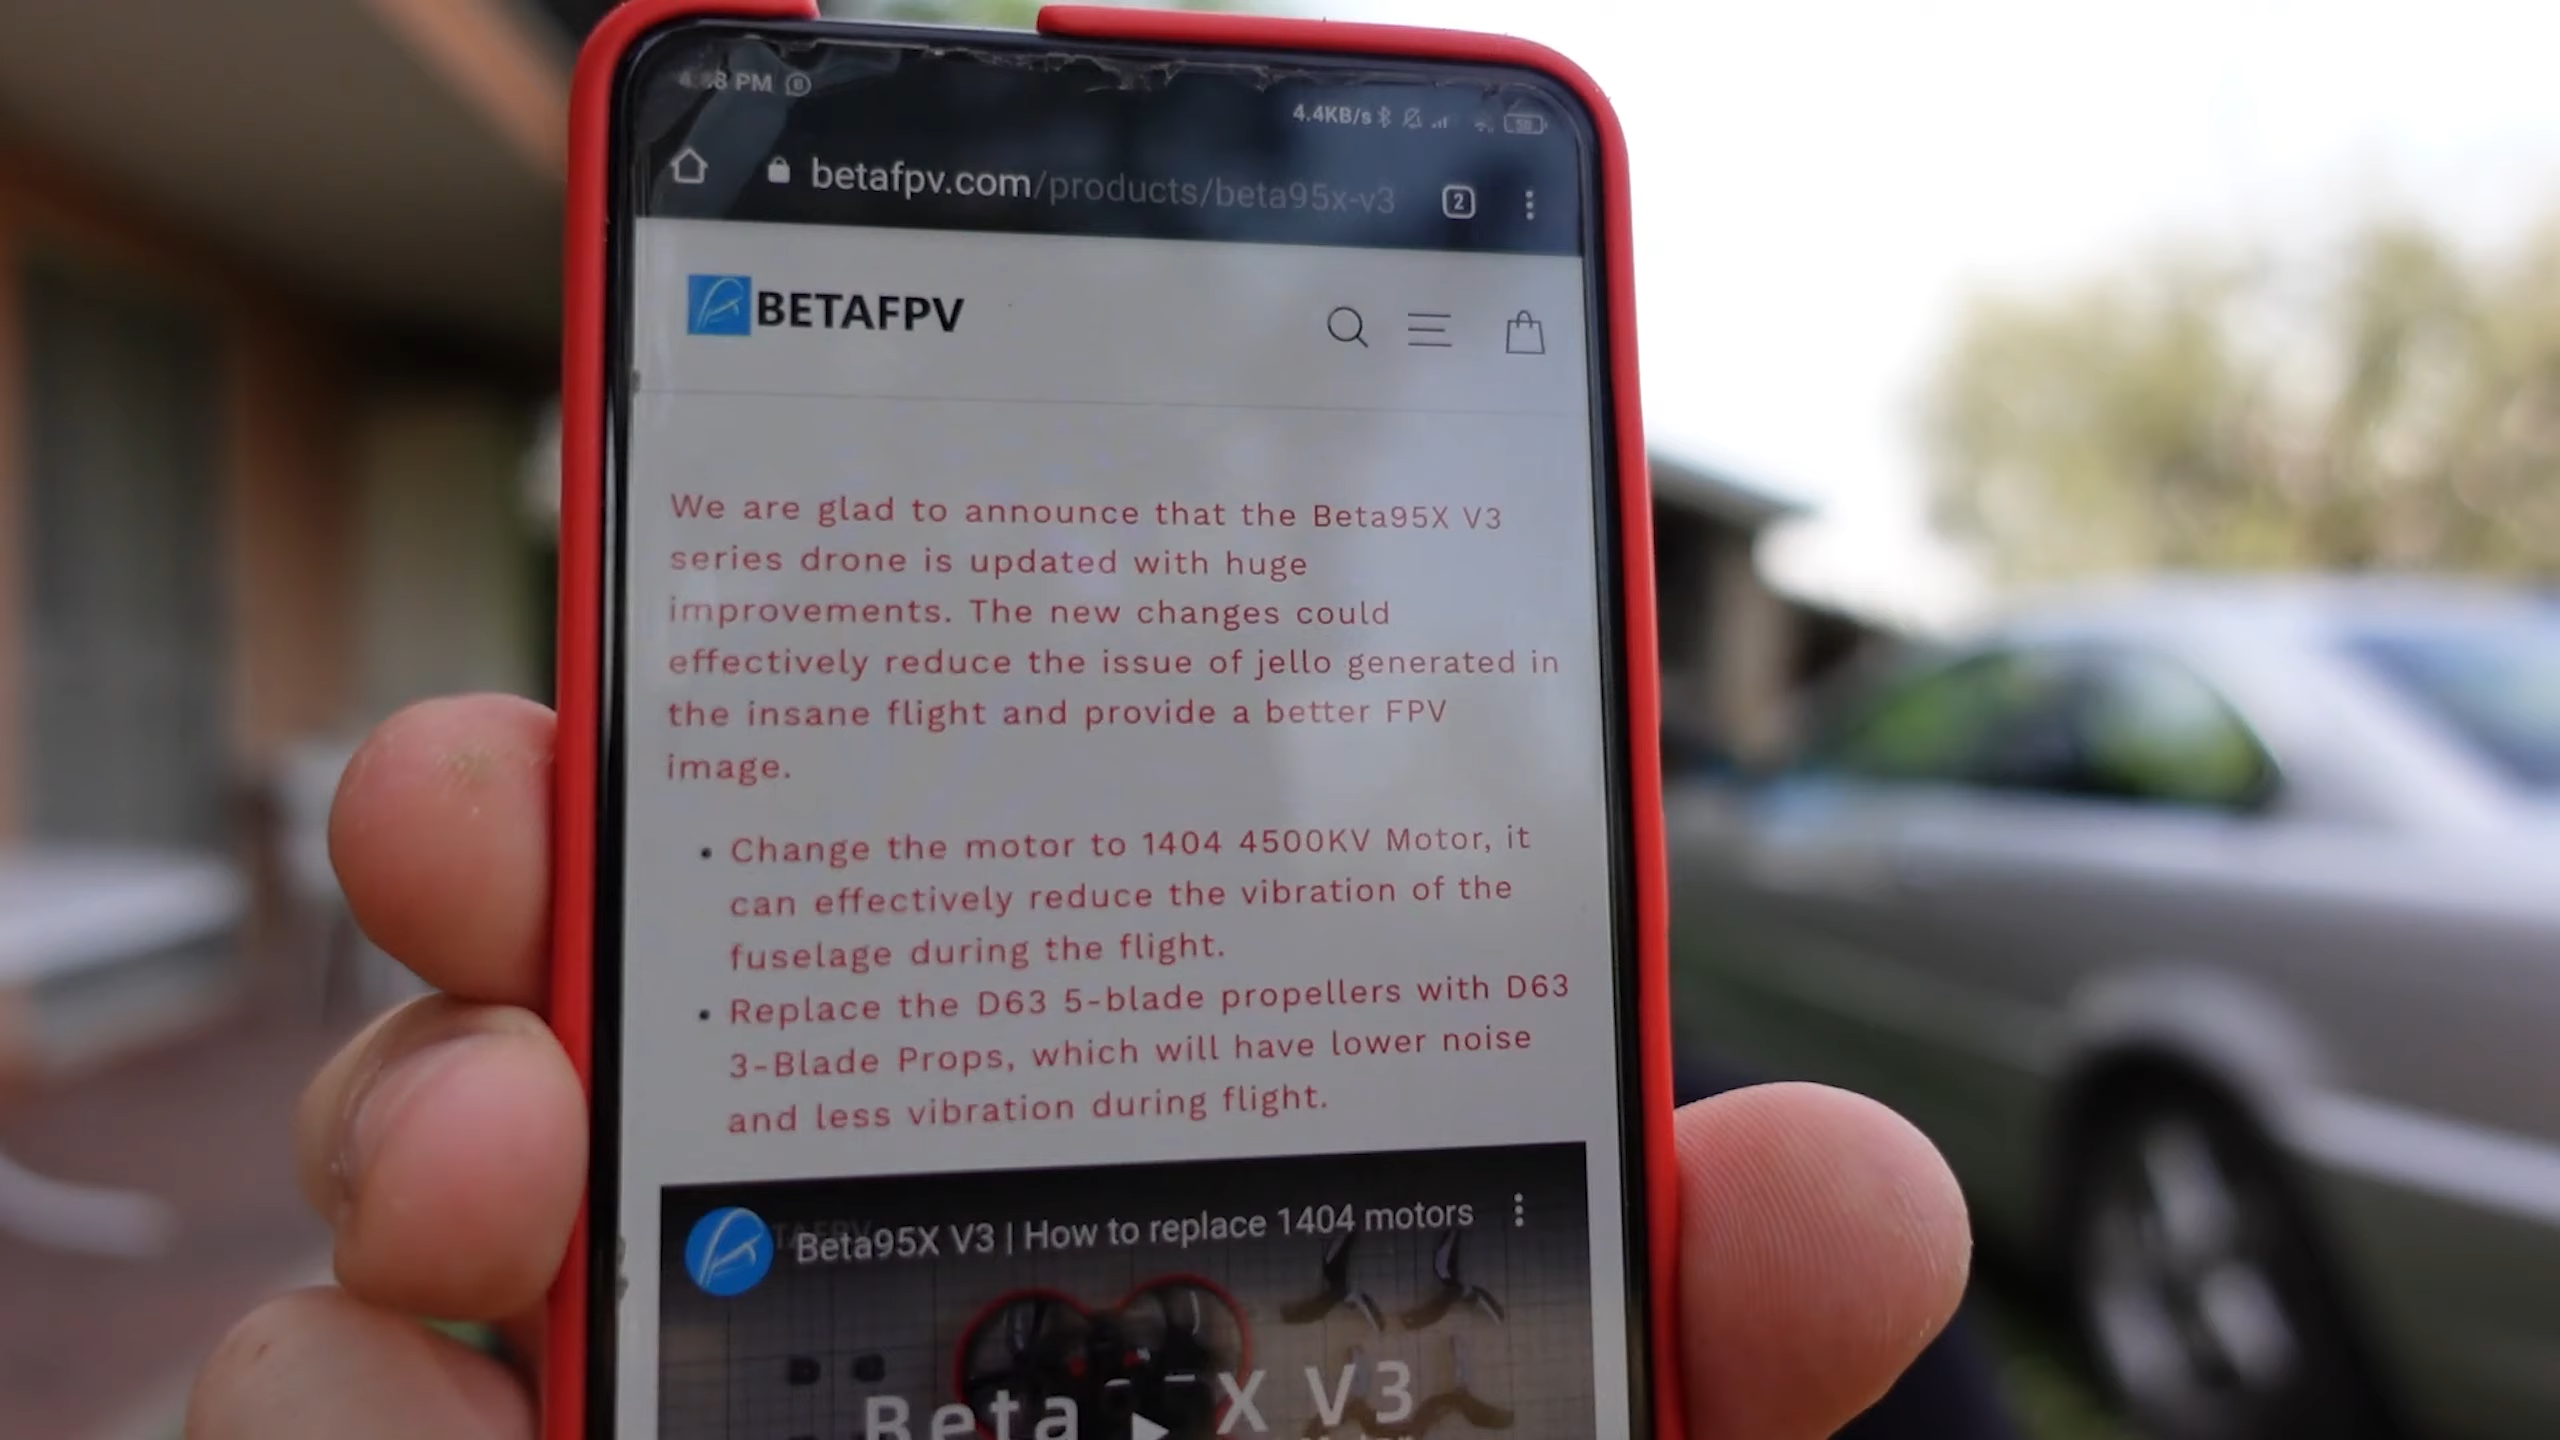 PM
4.4KB/s
betafpv.com/products/beta95x-v3
2
BETAFPV
We are glad to announce that the Beta95X V3
series drone is updated with huge
improvements. The new changes could
effectively reduce the issue of jello generated in
the insane flight and provide a better FPV
image.
• Change the motor to 1404 4500KV Motor, it
can effectively reduce the vibration of the
fuselage during the flight.
• Replace the D63 5-blade propellers with D63
3-Blade Props, which will have lower noise
and less vibration during flight.
Beta95X V3 | How to replace 1404 motors
Beta X V3